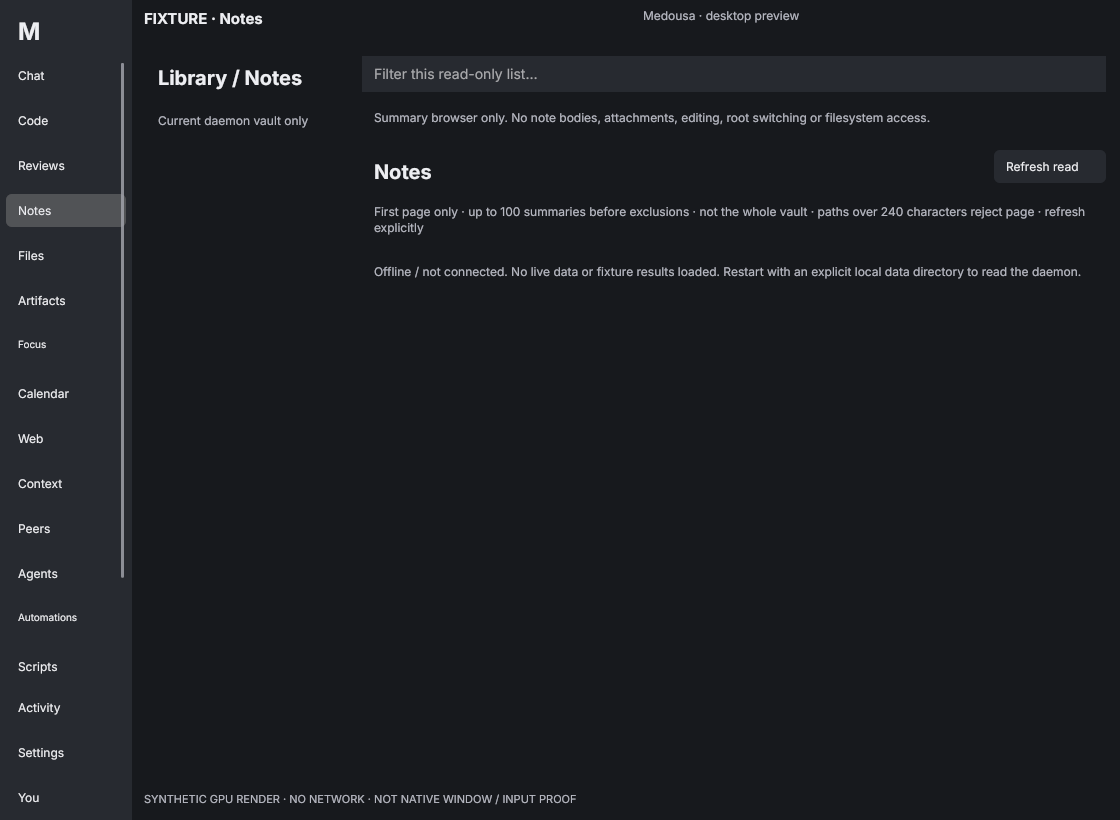 M
Chat
Code
Reviews
Notes
Files
Artifacts
Focus
Calendar
Web
Context
Peers
Agents
Automations
Scripts
Activity
Settings
You
FIXTURE · Notes
Medousa · desktop preview
Library / Notes
Current daemon vault only
Filter this read-only list...
Summary browser only. No note bodies, attachments, editing, root switching or filesystem access.
Notes
Refresh read
First page only · up to 100 summaries before exclusions · not the whole vault · paths over 240 characters reject page · refresh
explicitly
Offline / not connected. No live data or fixture results loaded. Restart with an explicit local data directory to read the daemon.
SYNTHETIC GPU RENDER · NO NETWORK · NOT NATIVE WINDOW / INPUT PROOF